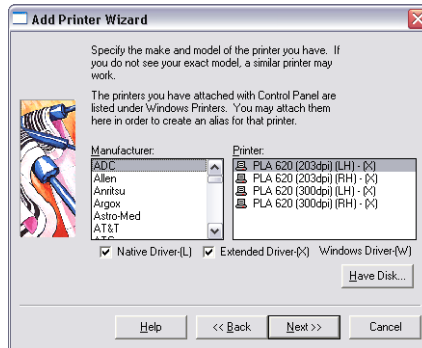 Add Printer Wizard
Specify the make and model of the printer you have. If
you do not see your exact model, a similar printer may
work.
The printers you have attached with Control Panel are
listed under Windows Printers. You may attach them
here in order to create an alias for that printer.
Manufacturer:
ADC
Allen
Anritsu
Argox
Astro-Med
AT&T
Printer:
PLA 620 (203dpi) (LH) - (X)
PLA 620 (203dpi) (RH) - (X)
PLA 620 (300dpi) (LH) - (X)
PLA 620 (300dpi) (RH) - (X)
Native Driver-(L) Extended Driver-(X) Windows Driver-(W)
Have Disk...
Help << Back Next >> Cancel